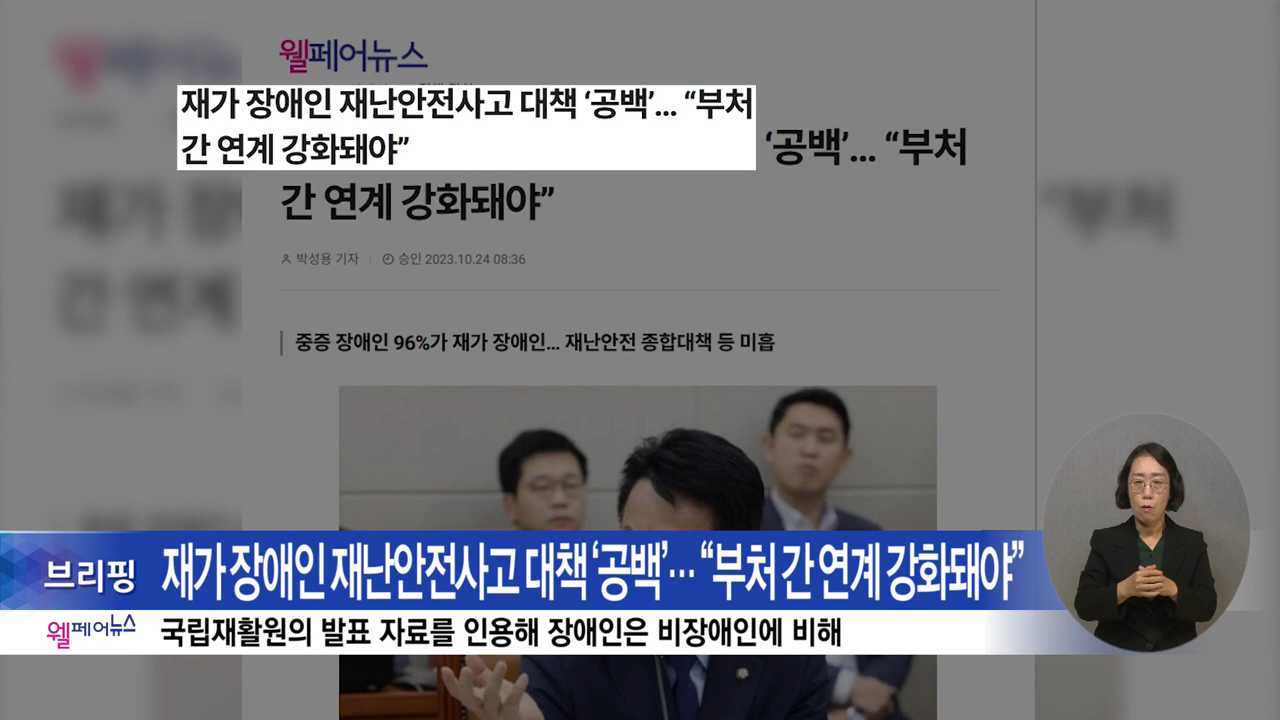 웰페어뉴스
재가 장애인 재난안전사고 대책 ‘공백’... “부처
간 연계 강화돼야”
‘공백’... “부처
간 연계 강화돼야”
박성용 기자 승인 2023.10.24 08:36
중증 장애인 96%가 재가 장애인... 재난안전 종합대책 등 미흡
브리핑 재가 장애인 재난안전사고 대책 ‘공백’… “부처 간 연계 강화돼야”
웰페어뉴스 국립재활원의 발표 자료를 인용해 장애인은 비장애인에 비해